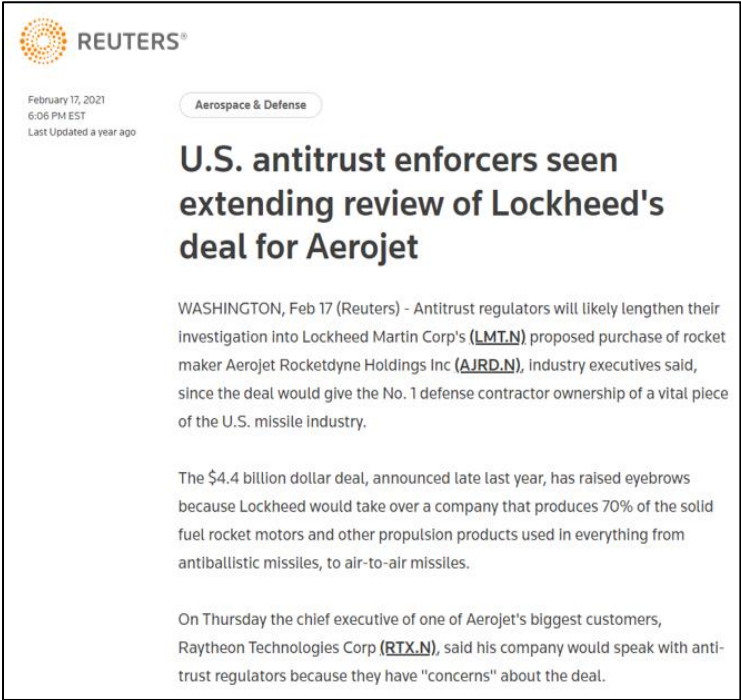 REUTERS®
February 17, 2021
6:06 PM EST
Last Updated a year ago
Aerospace & Defense
U.S. antitrust enforcers seen
extending review of Lockheed's
deal for Aerojet
WASHINGTON, Feb 17 (Reuters) - Antitrust regulators will likely lengthen their
investigation into Lockheed Martin Corp's (LMT.N) proposed purchase of rocket
maker Aerojet Rocketdyne Holdings Inc (AJRD.N), industry executives said,
since the deal would give the No. 1 defense contractor ownership of a vital piece
of the U.S. missile industry.
The $4.4 billion dollar deal, announced late last year, has raised eyebrows
because Lockheed would take over a company that produces 70% of the solid
fuel rocket motors and other propulsion products used in everything from
antiballistic missiles, to air-to-air missiles.
On Thursday the chief executive of one of Aerojet's biggest customers,
Raytheon Technologies Corp (RTX.N), said his company would speak with anti-
trust regulators because they have "concerns" about the deal.